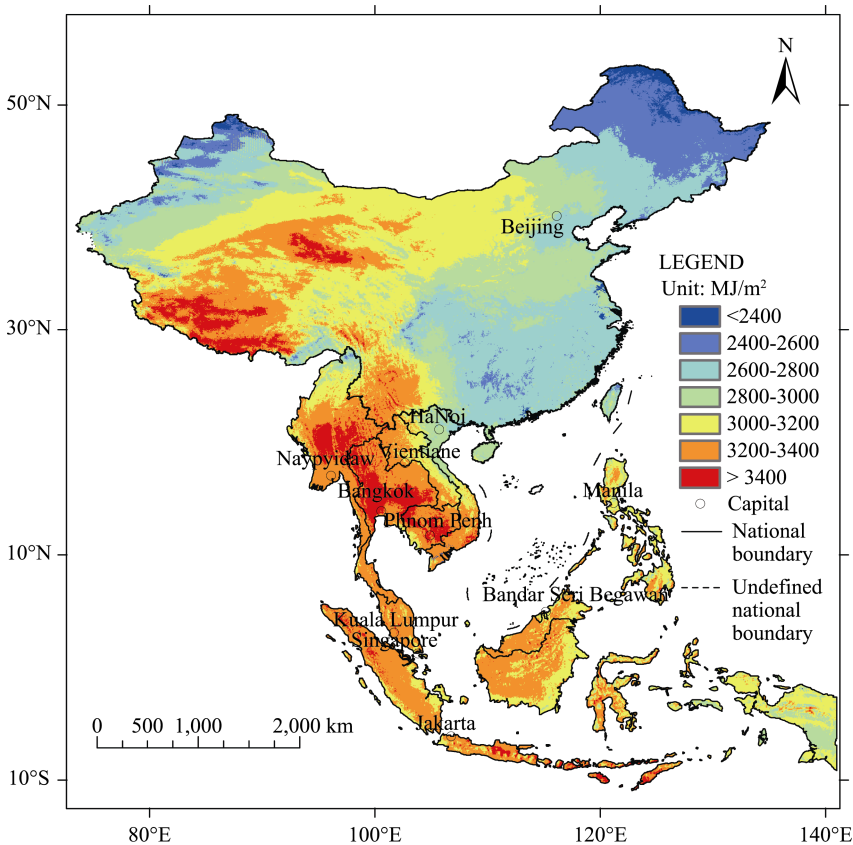 N
50°N
30°N
10°N
10°S
Beijing
LEGEND
Unit: MJ/m²
<2400
2400-2600
2600-2800
2800-3000
3000-3200
3200-3400
> 3400
Capital
National
boundary
Undefined
national
boundary
HaNoi
Vientiane
Naypyidaw
Bangkok
Manila
Phnom Penh
Bandar Seri Begawan
Kuala Lumpur
Singapore
Jakarta
0 500 1,000 2,000 km
80°E 100°E 120°E 140°E